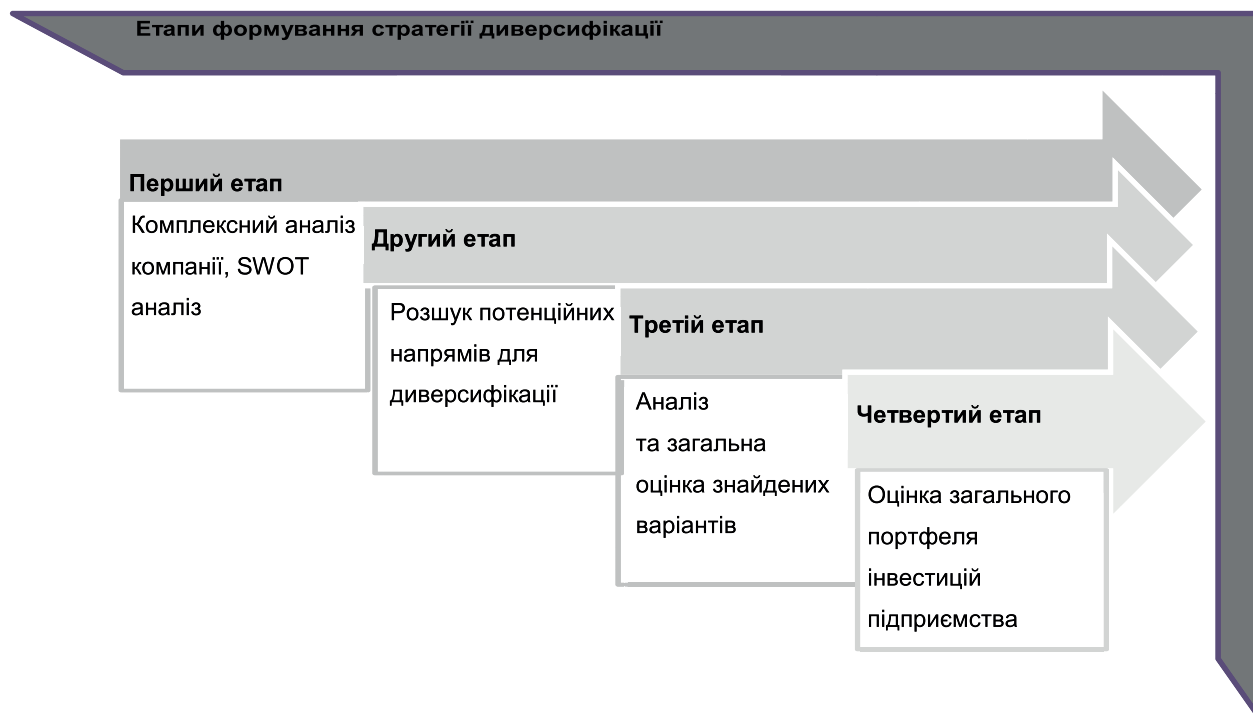 Етапи формування стратегії диверсифікації
Перший етап
Комплексний аналіз
компанії, SWOT
аналіз
Другий етап
Розшук потенційних
напрямів для
диверсифікації
Третій етап
Аналіз
та загальна
оцінка знайдених
варіантів
Четвертий етап
Оцінка загального
портфеля
інвестицій
підприємства